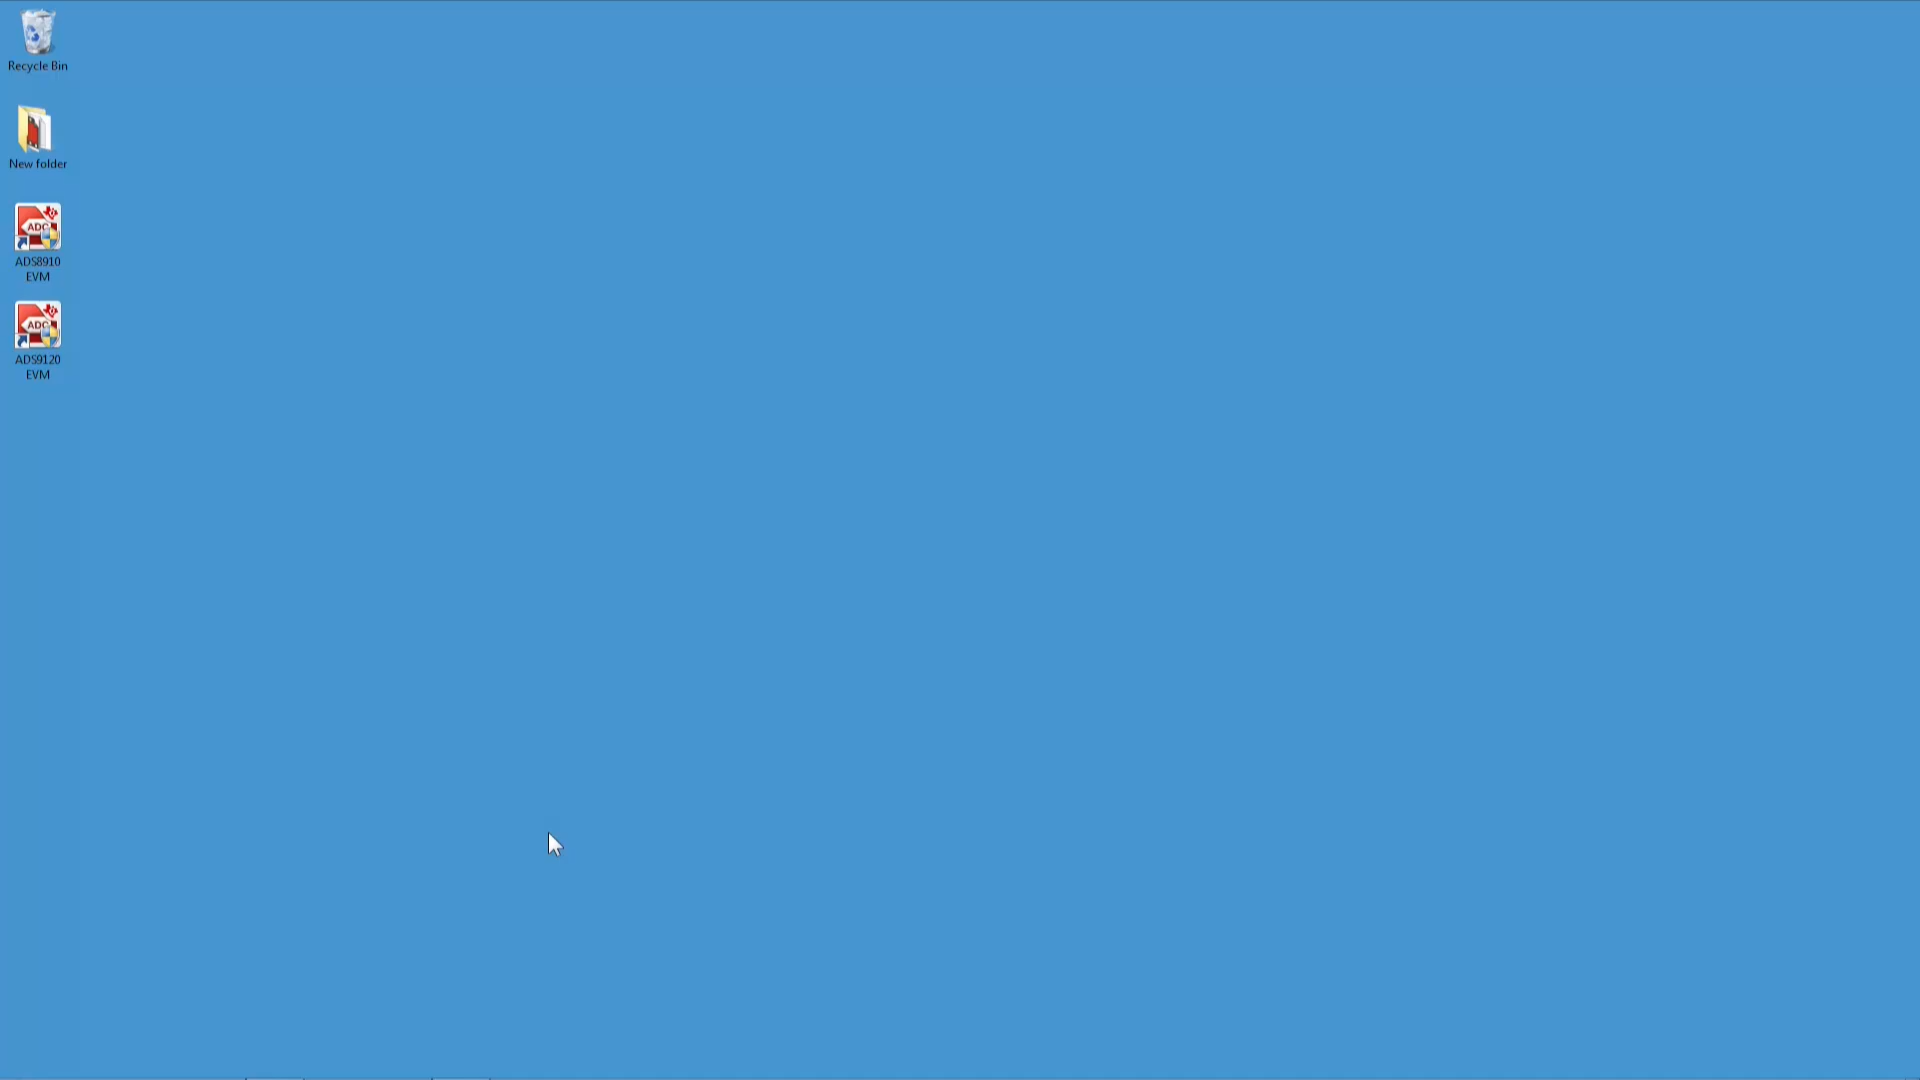 Recycle Bin
New folder
ADC
ADS8910
EVM
ADC
ADS9120
EVM